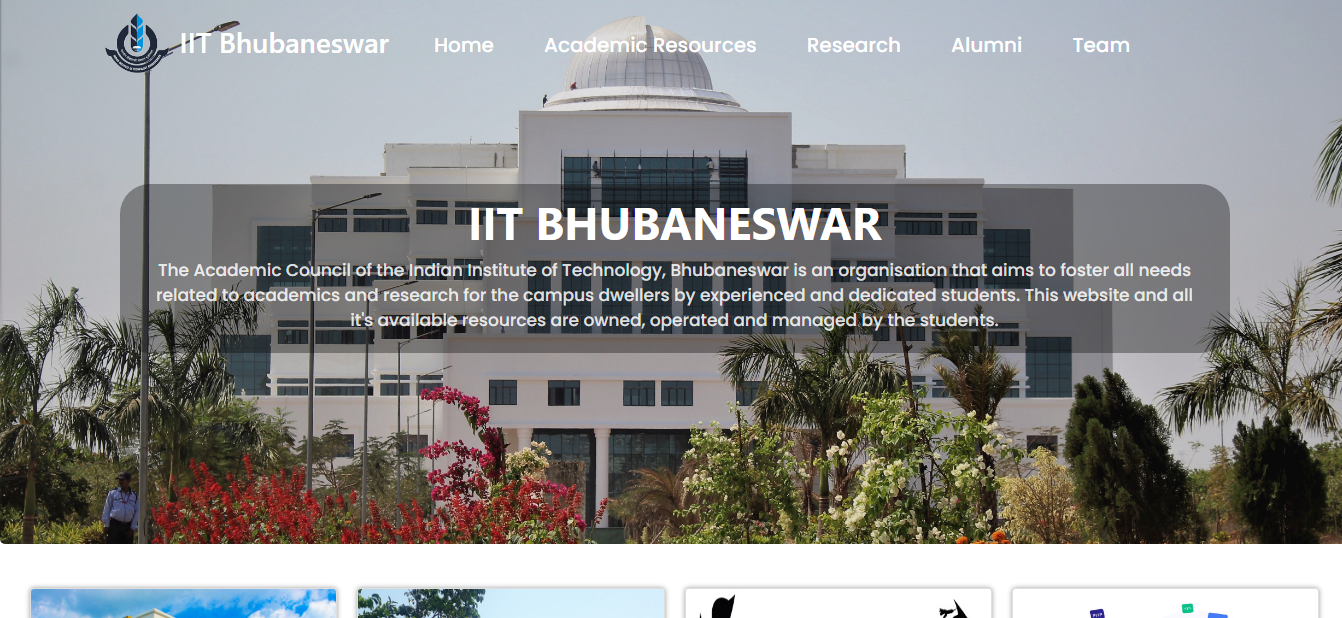 IIT Bhubaneswar Home Academic Resources Research Alumni Team
IIT BHUBANESWAR
The Academic Council of the Indian Institute of Technology, Bhubaneswar is an organisation that aims to foster all needs
related to academics and research for the campus dwellers by experienced and dedicated students. This website and all
it's available resources are owned, operated and managed by the students.